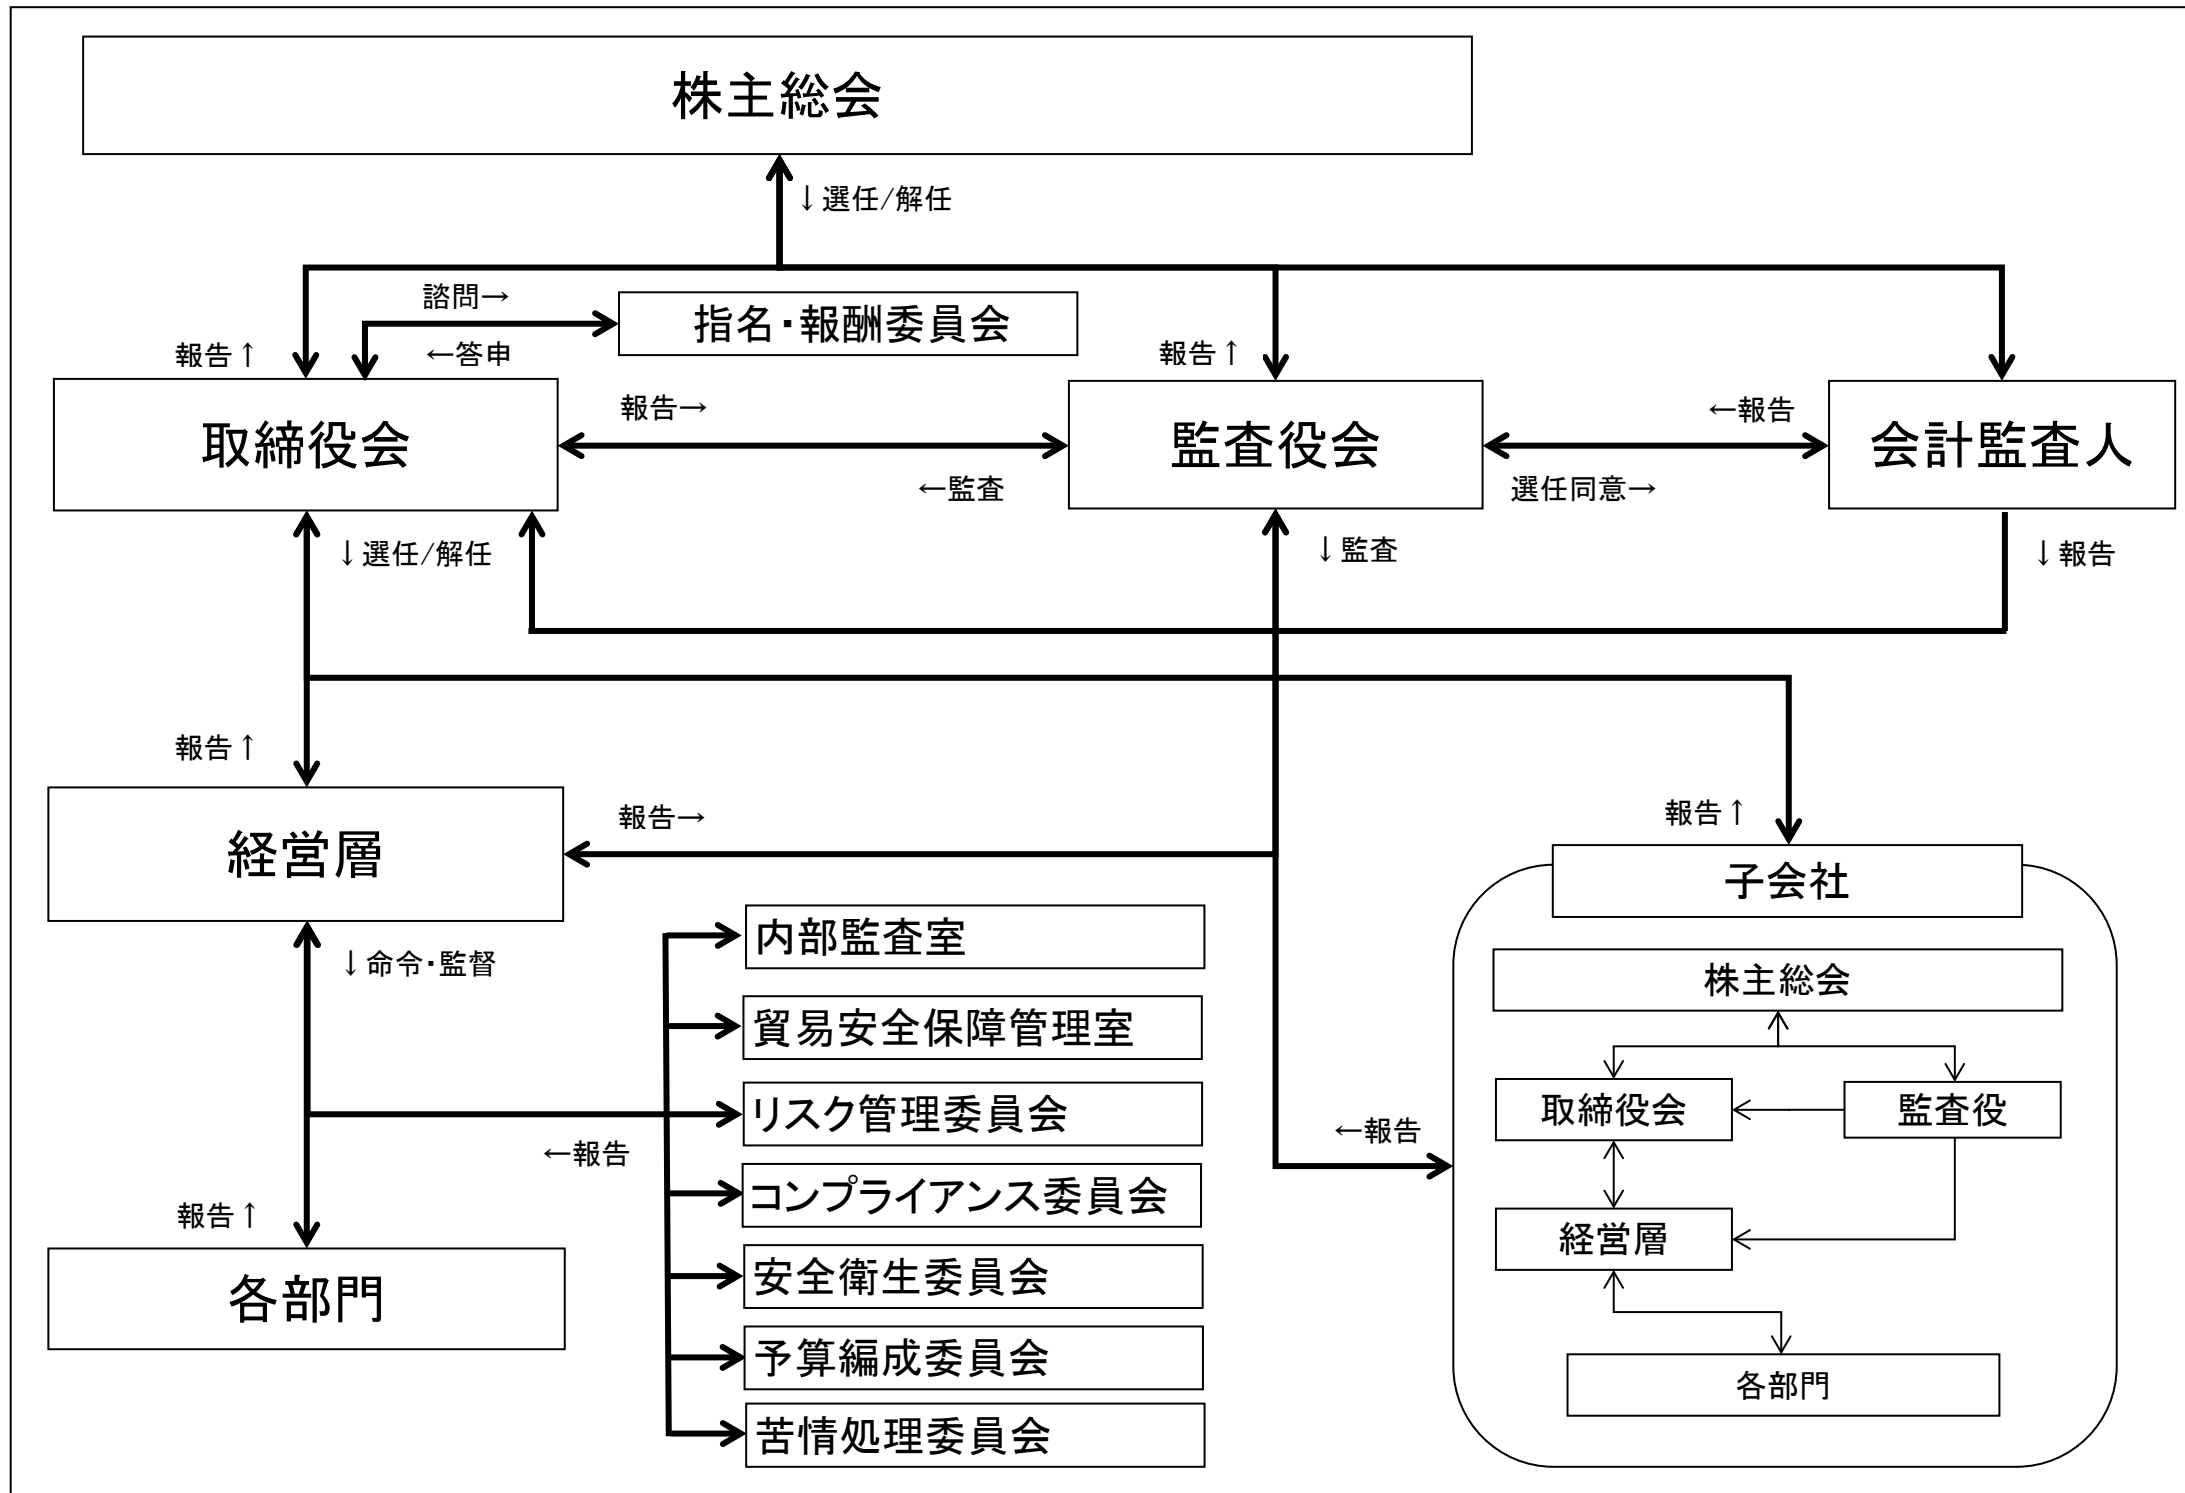 株主総会
↓選任/解任
諮問→
指名・報酬委員会
報告↑
←答申
報告↑
取締役会
報告→
←監査
監査役会
←報告
選任同意→
会計監査人
↓選任/解任
↓監査
↓報告
報告↑
経営層
報告→
報告↑
子会社
↓命令・監督
内部監査室
貿易安全保障管理室
リスク管理委員会
←報告
コンプライアンス委員会
安全衛生委員会
予算編成委員会
苦情処理委員会
報告↑
各部門
←報告
株主総会
取締役会
監査役
経営層
各部門